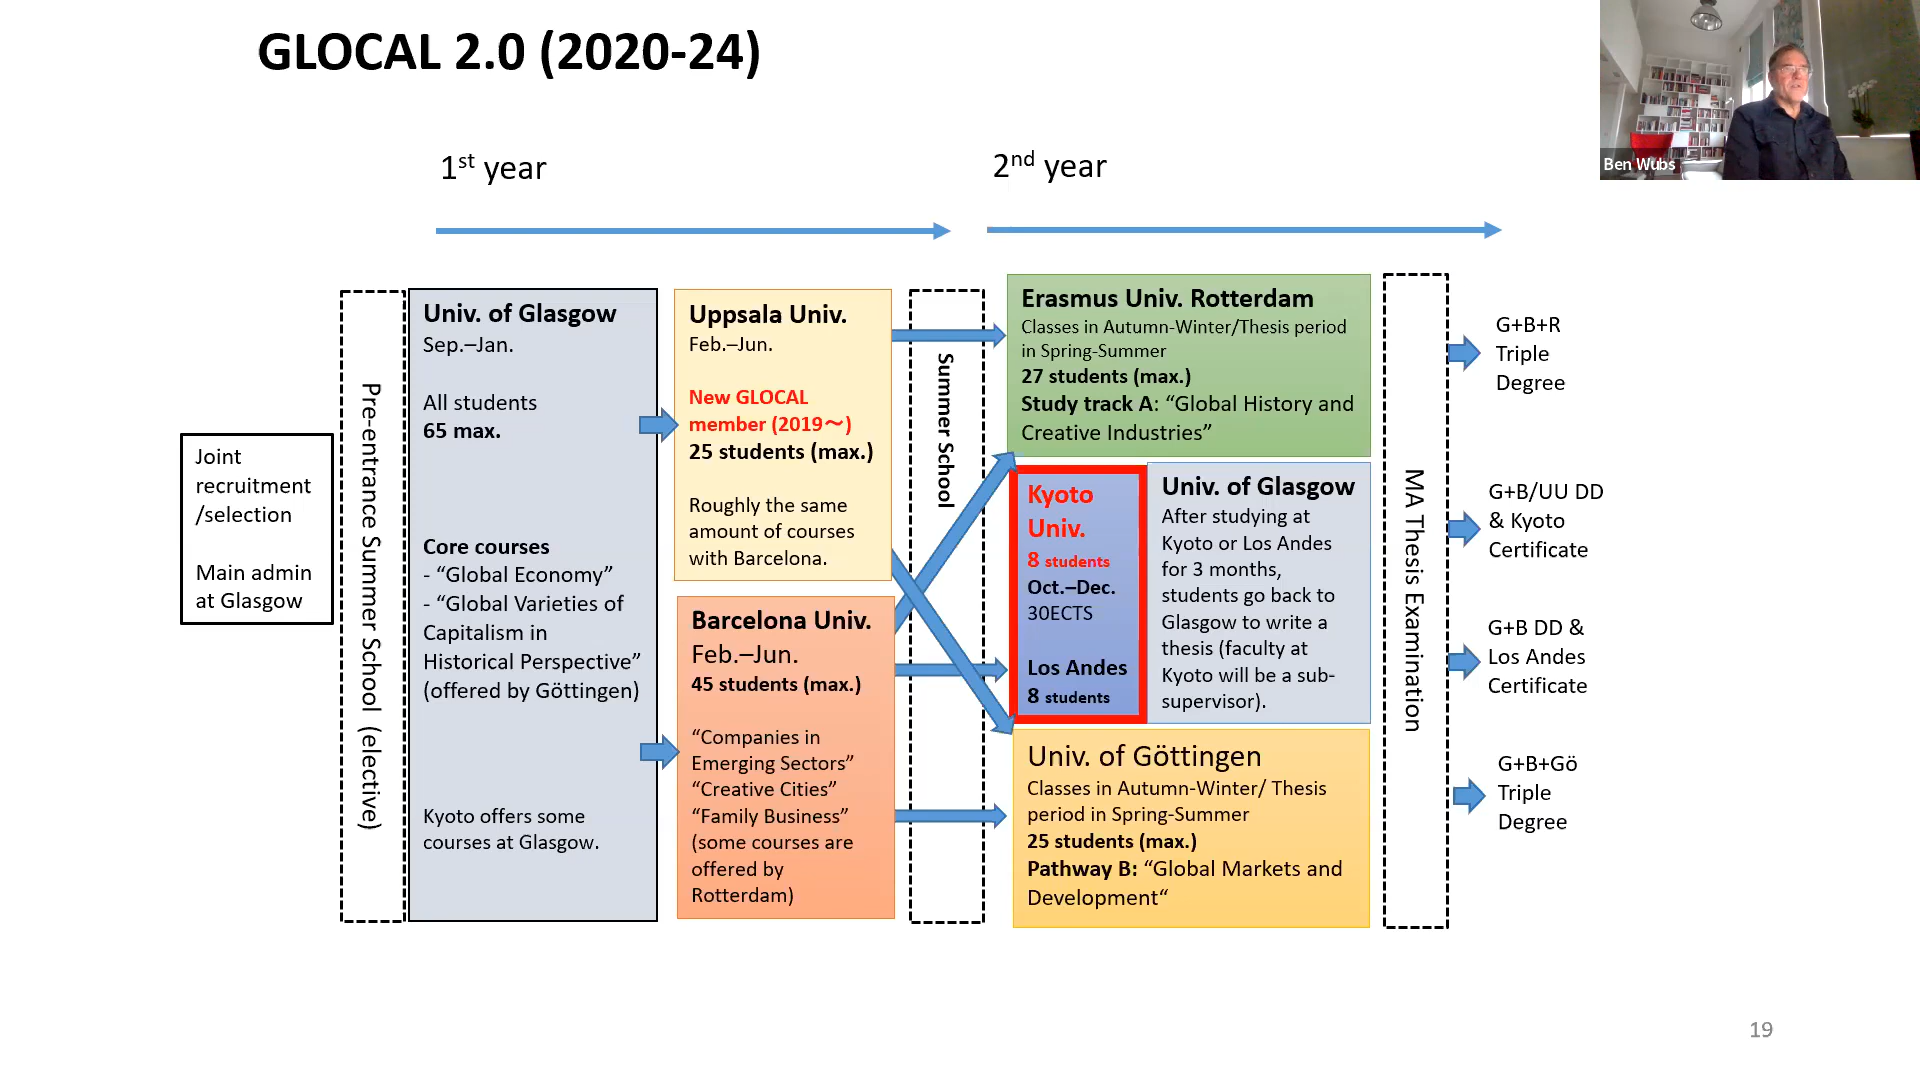 GLOCAL 2.0 (2020-24)
Ben Wubs
1st year
2nd year
Joint
recruitment
/selection
Main admin
at Glasgow
Pre-entrance Summer School (elective)
Univ. of Glasgow
Sep.–Jan.
All students
65 max.
Core courses
- “Global Economy”
- “Global Varieties of
Capitalism in
Historical Perspective”
(offered by Göttingen)
Kyoto offers some
courses at Glasgow.
Uppsala Univ.
Feb.–Jun.
New GLOCAL
member (2019～)
25 students (max.)
Roughly the same
amount of courses
with Barcelona.
Barcelona Univ.
Feb.–Jun.
45 students (max.)
“Companies in
Emerging Sectors”
“Creative Cities”
“Family Business”
(some courses are
offered by
Rotterdam)
Summer School
Erasmus Univ. Rotterdam
Classes in Autumn-Winter/Thesis period
in Spring-Summer
27 students (max.)
Study track A: “Global History and
Creative Industries”
Kyoto
Univ.
8 students
Oct.–Dec.
30ECTS
Los Andes
8 students
Univ. of Glasgow
After studying at
Kyoto or Los Andes
for 3 months,
students go back to
Glasgow to write a
thesis (faculty at
Kyoto will be a sub-
supervisor).
Univ. of Göttingen
Classes in Autumn-Winter/ Thesis
period in Spring-Summer
25 students (max.)
Pathway B: “Global Markets and
Development“
MA Thesis Examination
G+B+R
Triple
Degree
G+B/UU DD
& Kyoto
Certificate
G+B DD &
Los Andes
Certificate
G+B+Gö
Triple
Degree
19